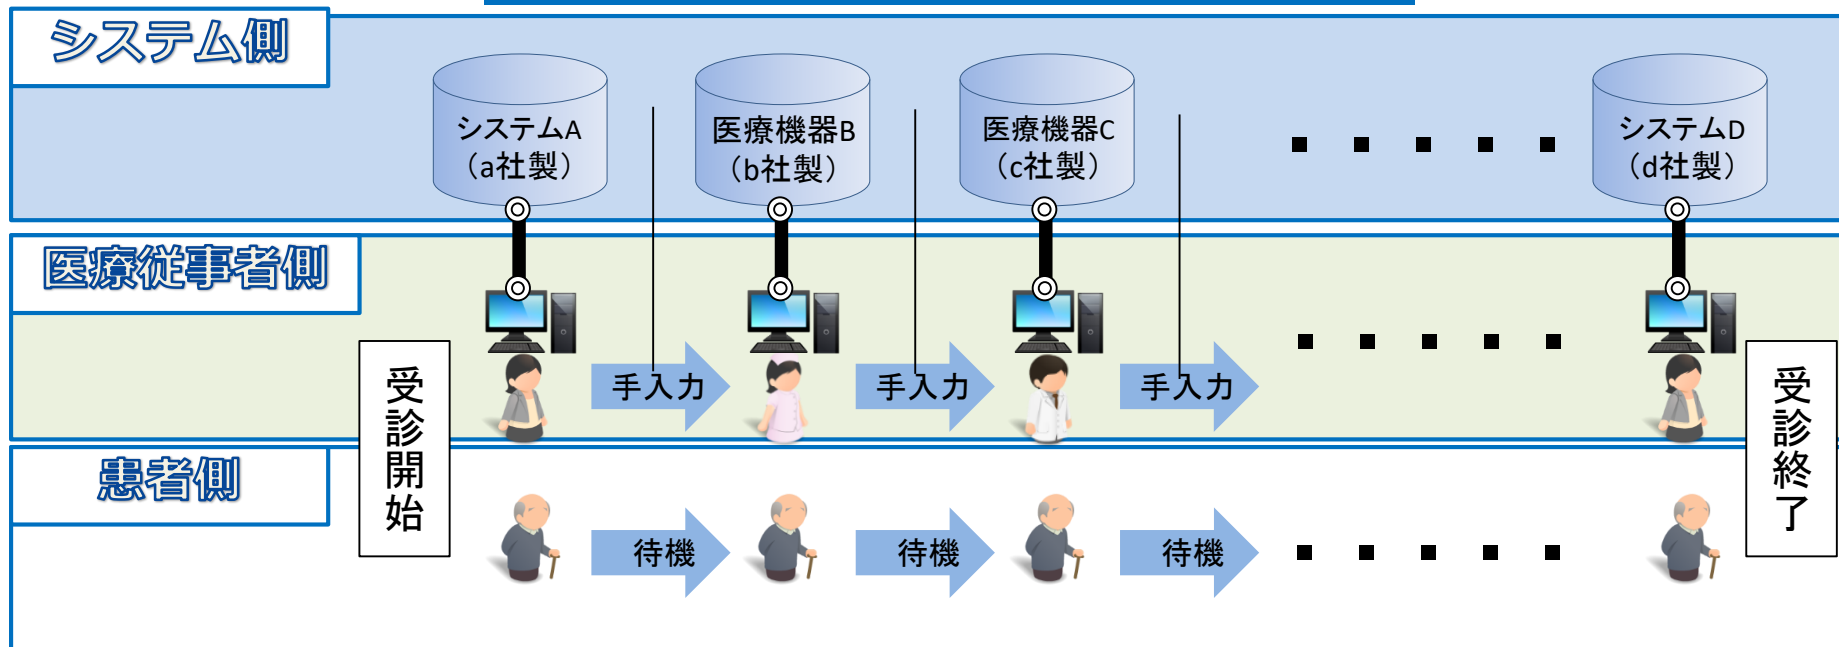 システム側
システムA
（a社製）
医療機器B
（b社製）
医療機器C
（c社製）
システムD
（d社製）
医療従事者側
手入力
手入力
手入力
受診開始
受診終了
患者側
待機
待機
待機